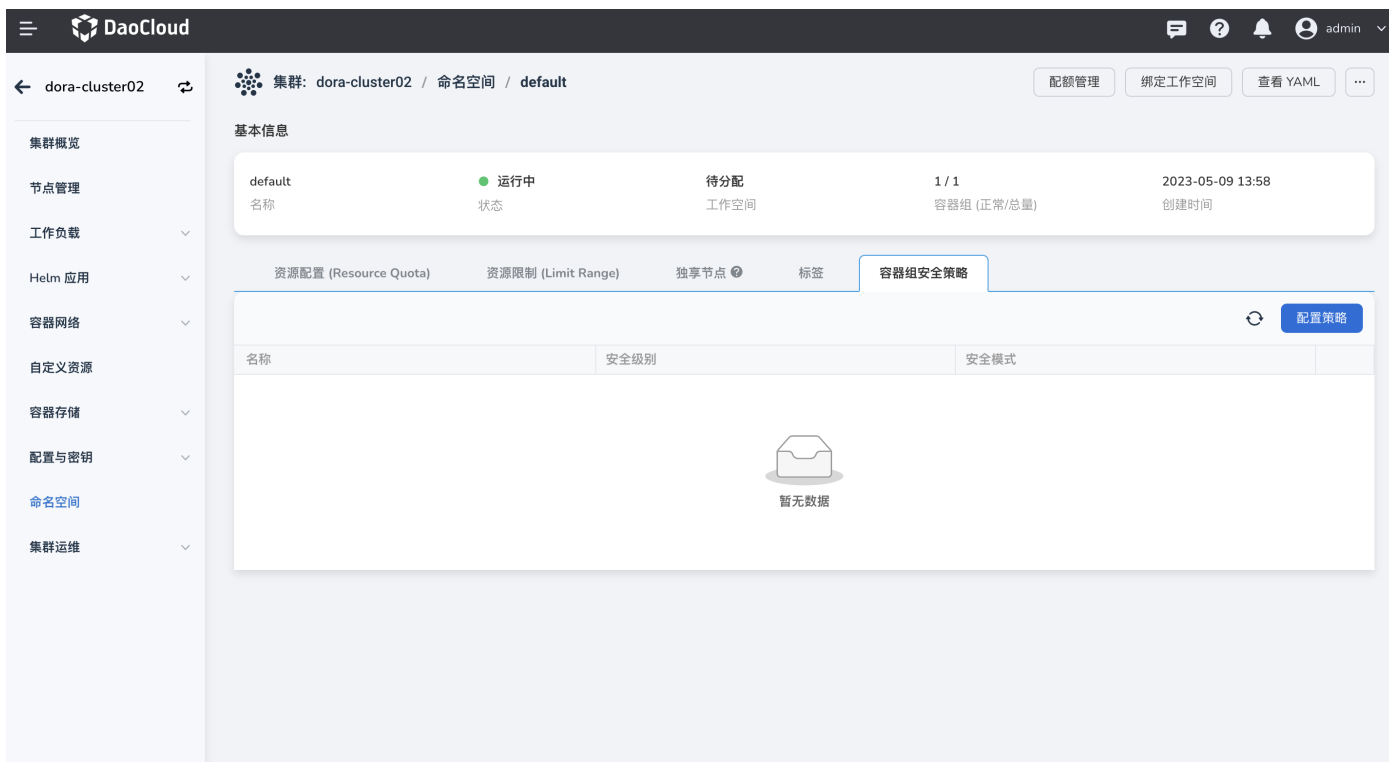 DaoCloud
admin
dora-cluster02
集群: dora-cluster02 / 命名空间 / default
配额管理
绑定工作空间
查看 YAML
集群概览
节点管理
工作负载
Helm 应用
容器网络
自定义资源
容器存储
配置与密钥
命名空间
集群运维
基本信息
default
名称
运行中
状态
待分配
工作空间
1 / 1
容器组 (正常/总量)
2023-05-09 13:58
创建时间
资源配置 (Resource Quota)
资源限制 (Limit Range)
独享节点
标签
容器组安全策略
配置策略
名称
安全级别
安全模式
暂无数据